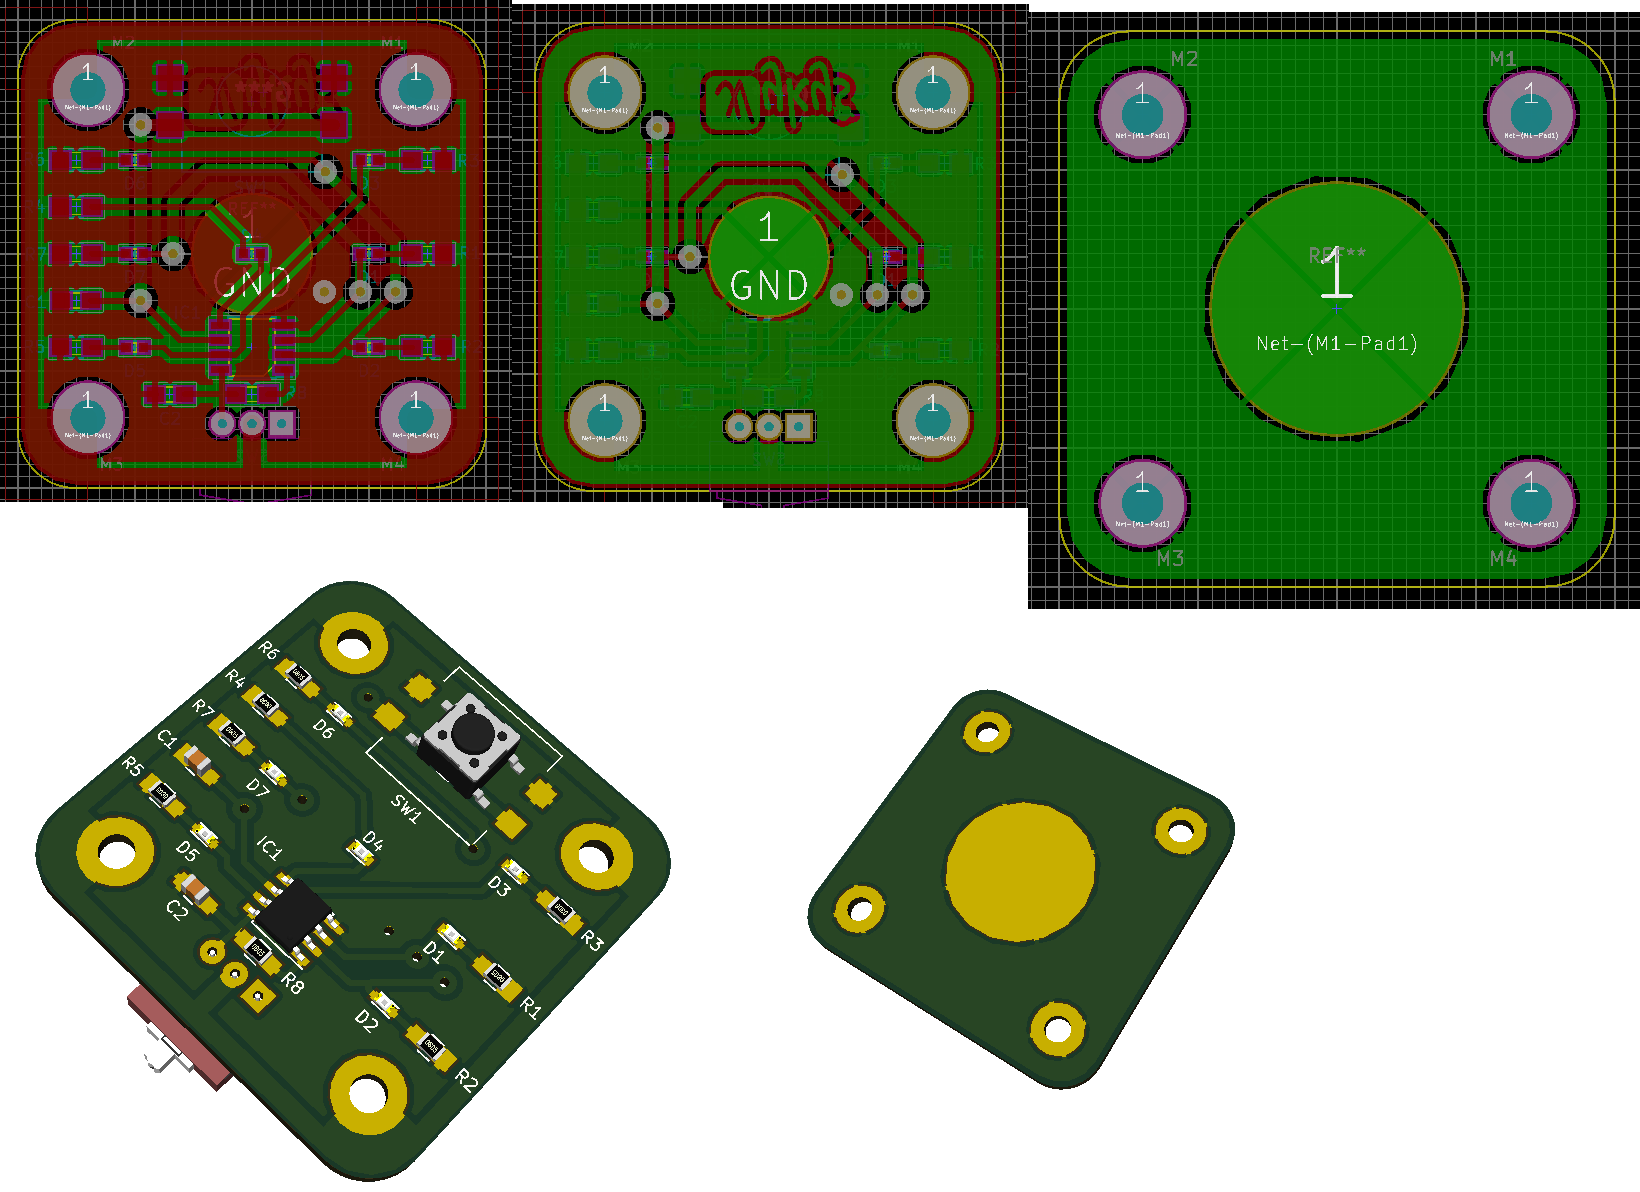 M2
M1
1
1
Net-(M1-Pad1)
Net-(M1-Pad1)
1
GND
1
1
Net-(M1-Pad1)
Net-(M1-Pad1)
M3
M4
1
1
Net-(M1-Pad1)
Net-(M1-Pad1)
1
GND
1
1
Net-(M1-Pad1)
Net-(M1-Pad1)
M2
M1
1
1
Net-(M1-Pad1)
Net-(M1-Pad1)
REF**
1
Net-(M1-Pad1)
1
1
Net-(M1-Pad1)
Net-(M1-Pad1)
M3
M4
R6
R4
R7
D6
C1
R5
D7
SW1
D5
IC1
D4
C2
D3
R3
D1
R8
R1
D2
R2